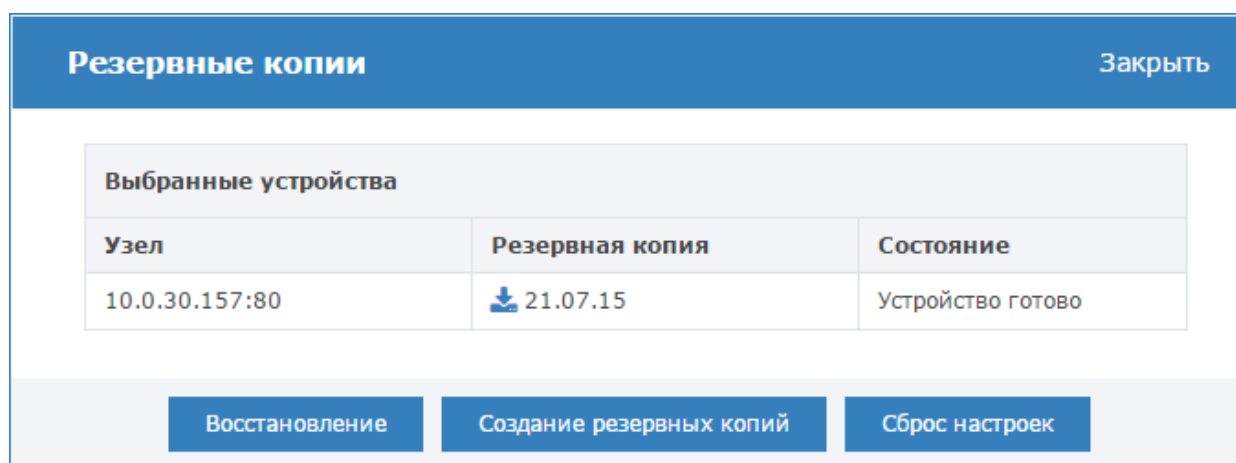 Резервные копии Закрыть
Выбранные устройства
Узел Резервная копия Состояние
10.0.30.157:80 21.07.15 Устройство готово
Восстановление Создание резервных копий Сброс настроек